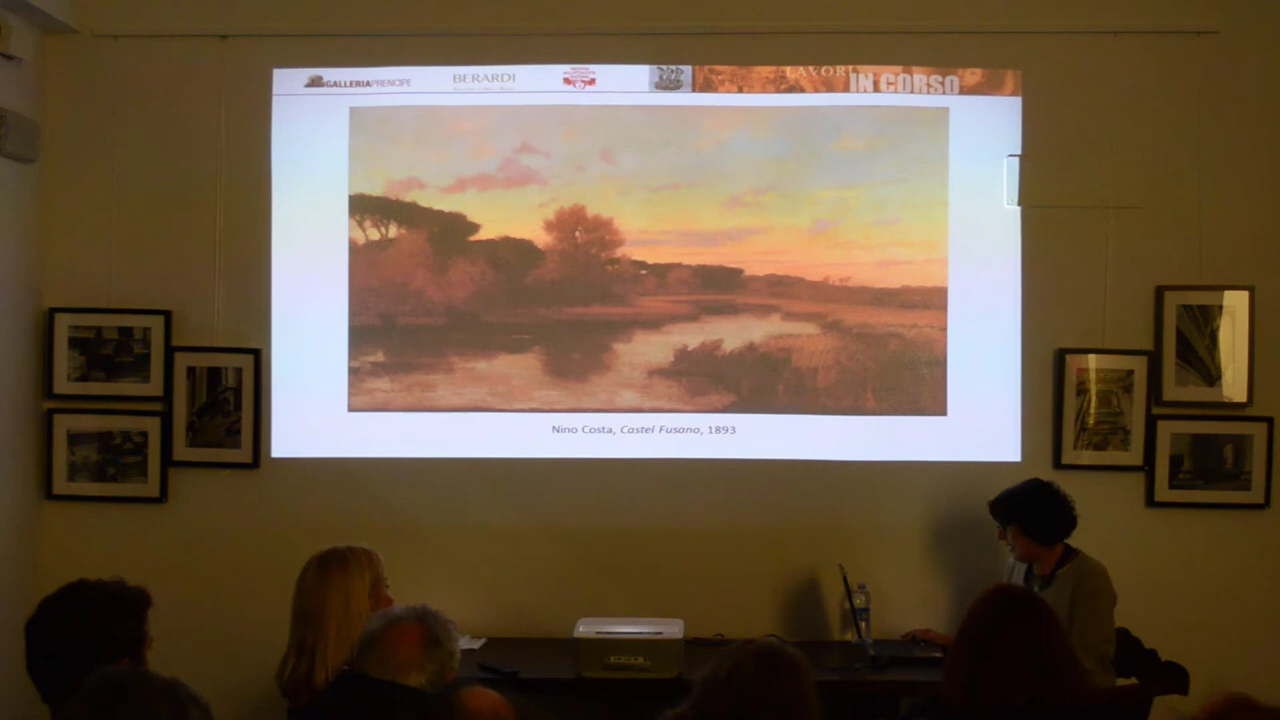 GALLERIAPRENCIPE
BERARDI
LAVORI
IN CORSO
Nino Costa, Castel Fusano, 1893